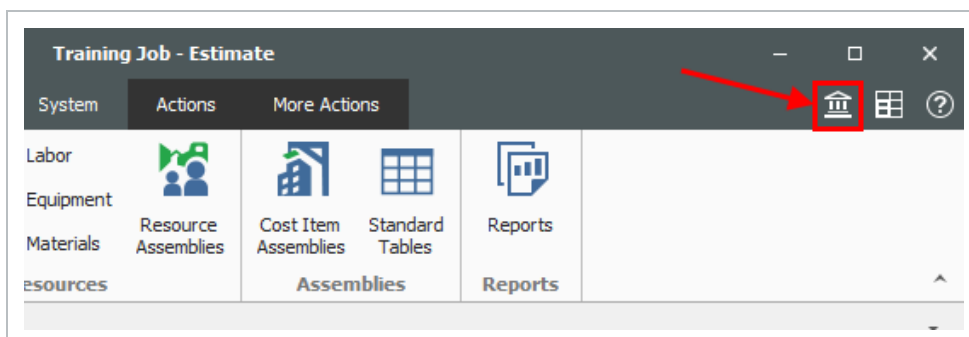 Training Job - Estimate
System Actions More Actions
Labor
Equipment
Materials
Resource
Assemblies
Cost Item
Assemblies
Standard
Tables
Reports
esources
Assemblies
Reports